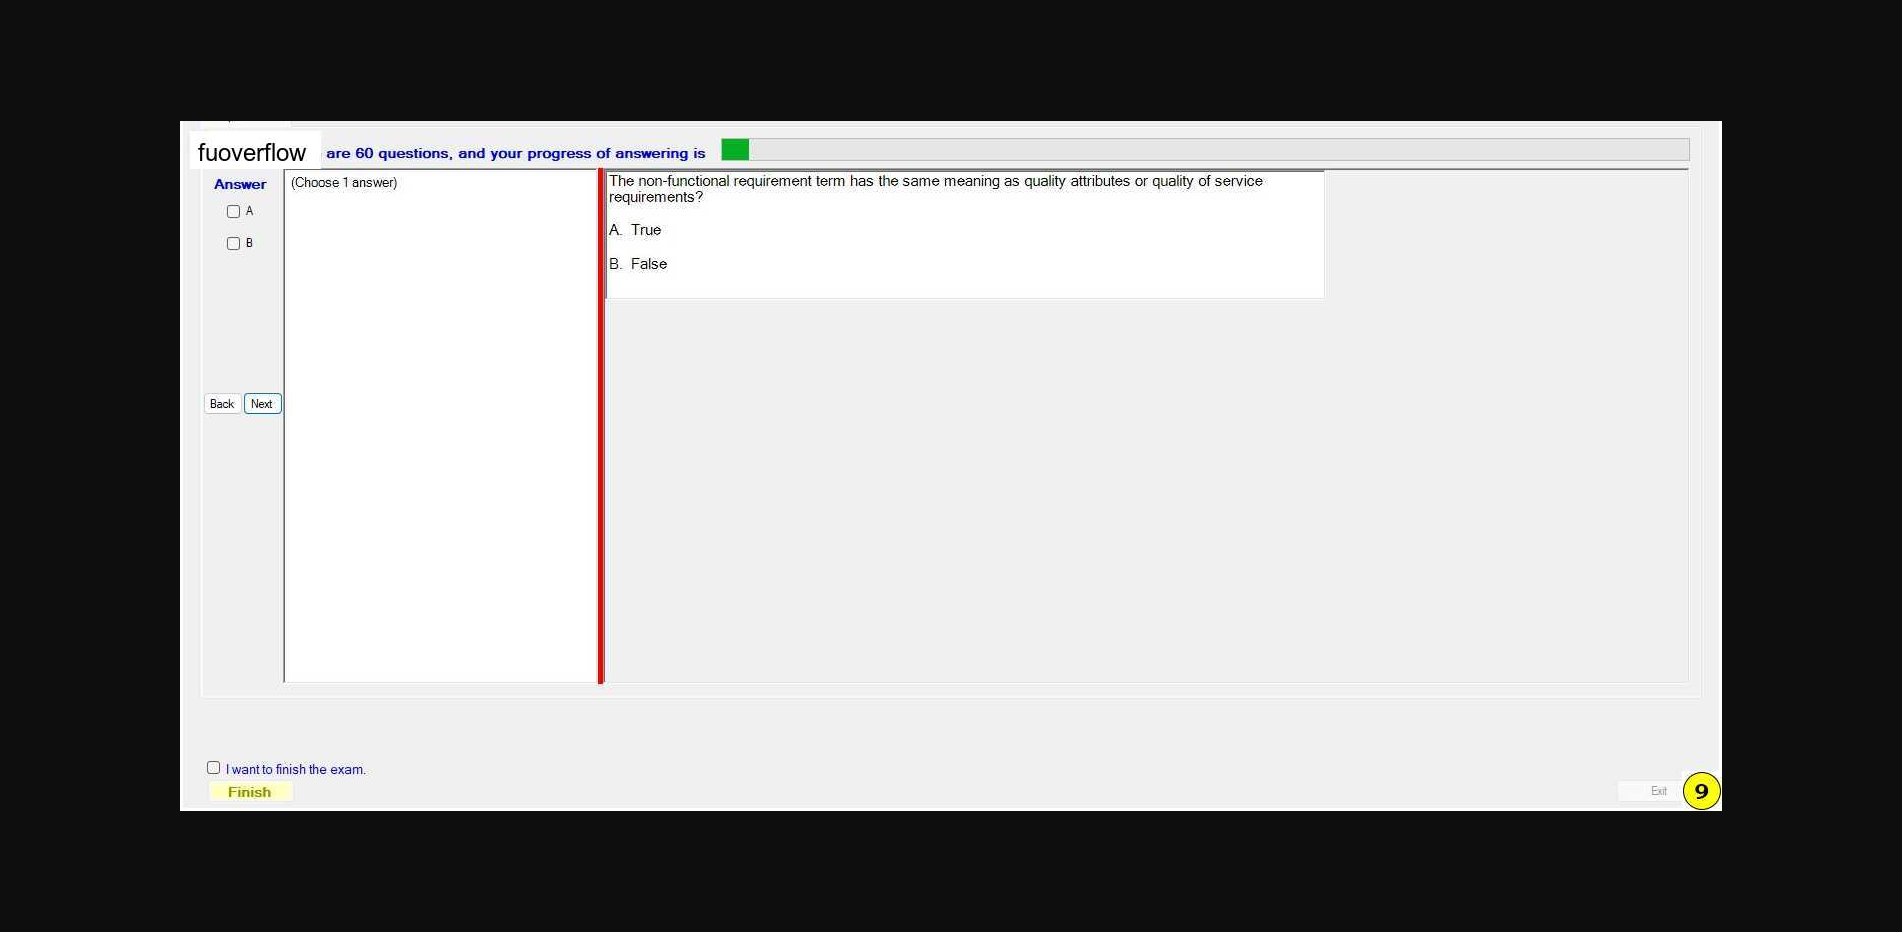 fuoverflow are 60 questions, and your progress of answering is
Answer
A
B
Back Next
(Choose 1 answer)
The non-functional requirement term has the same meaning as quality attributes or quality of service
requirements?
A. True
B. False
I want to finish the exam.
Finish
Exit
9